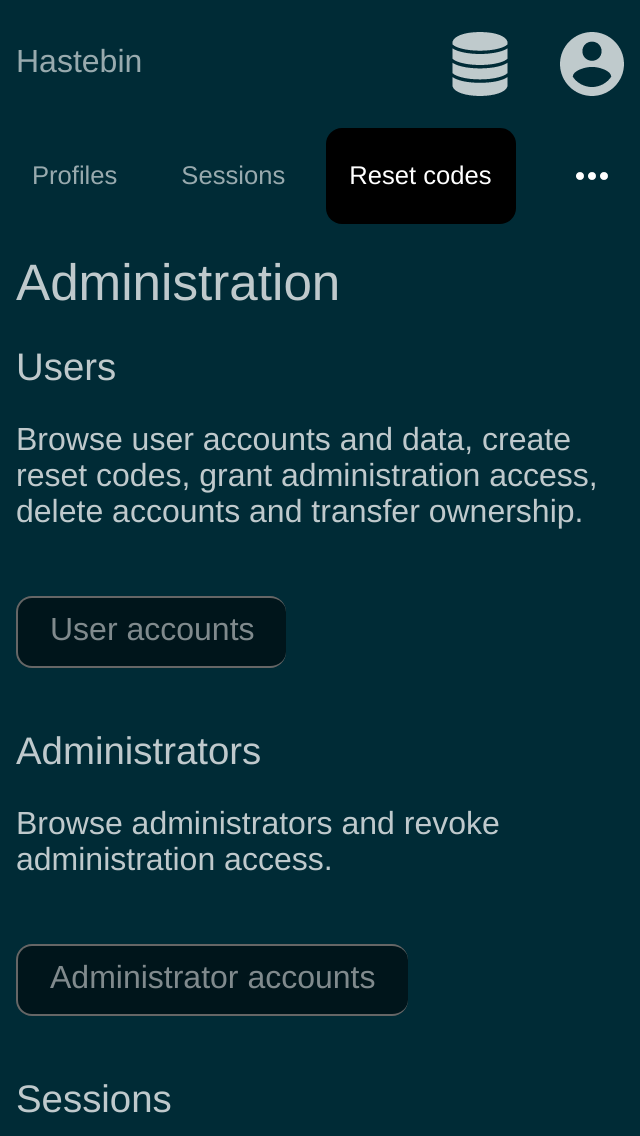 Hastebin
Profiles
Sessions
Reset codes
Administration
Users
Browse user accounts and data, create
reset codes, grant administration access,
delete accounts and transfer ownership.
User accounts
Administrators
Browse administrators and revoke
administration access.
Administrator accounts
Sessions